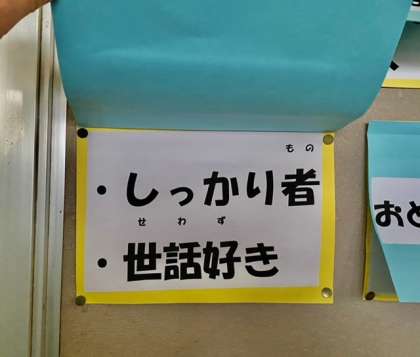 もの
・しっかり者
せわず
・世話好き
おと